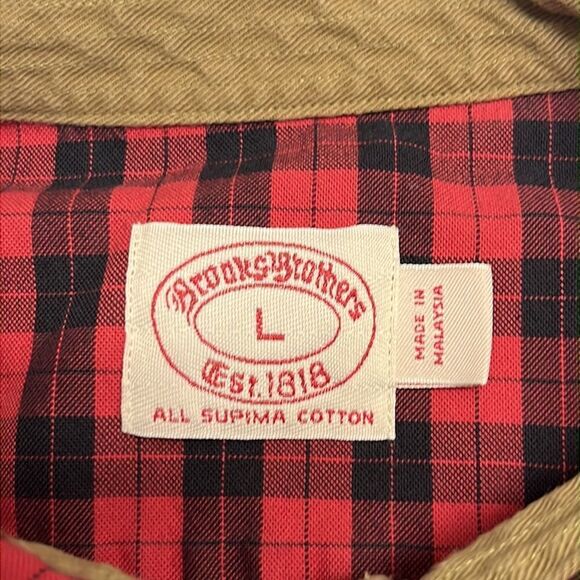 Brooks Brothers
L
Est. 1818
ALL SUPIMA COTTON
MADE IN
MALAYSIA